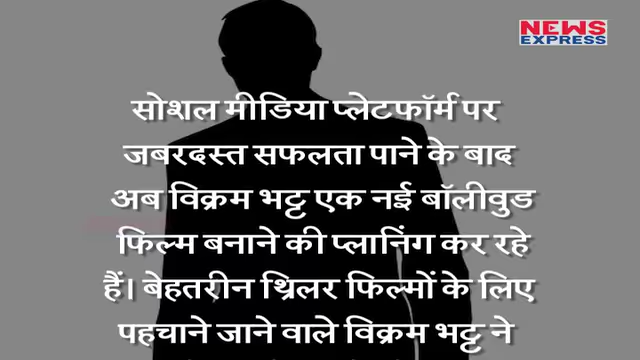 NEWS
EXPRESS
सोशल मीडिया प्लेटफॉर्म पर
जबरदस्त सफलता पाने के बाद
अब विक्रम भट्ट एक नई बॉलीवुड
फिल्म बनाने की प्लानिंग कर रहे
हैं। बेहतरीन थ्रिलर फिल्मों के लिए
पहचाने जाने वाले विक्रम भट्ट ने